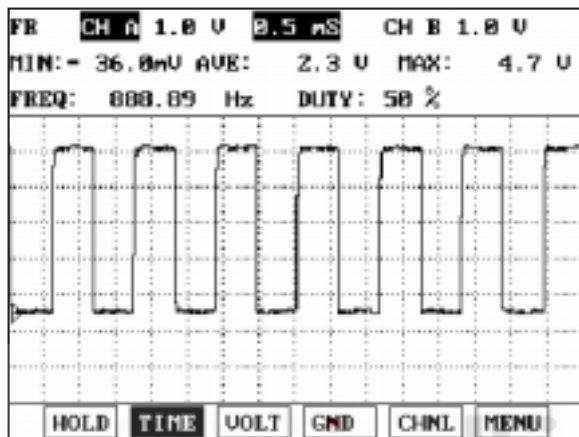 FR CH A 1.0 V 0.5 mS CH B 1.0 V
MIN:- 36.0mV AVE: 2.3 V MAX: 4.7 V
FREQ: 888.89 Hz DUTY: 50 %
HOLD TIME VOLT GND CHNL MENU